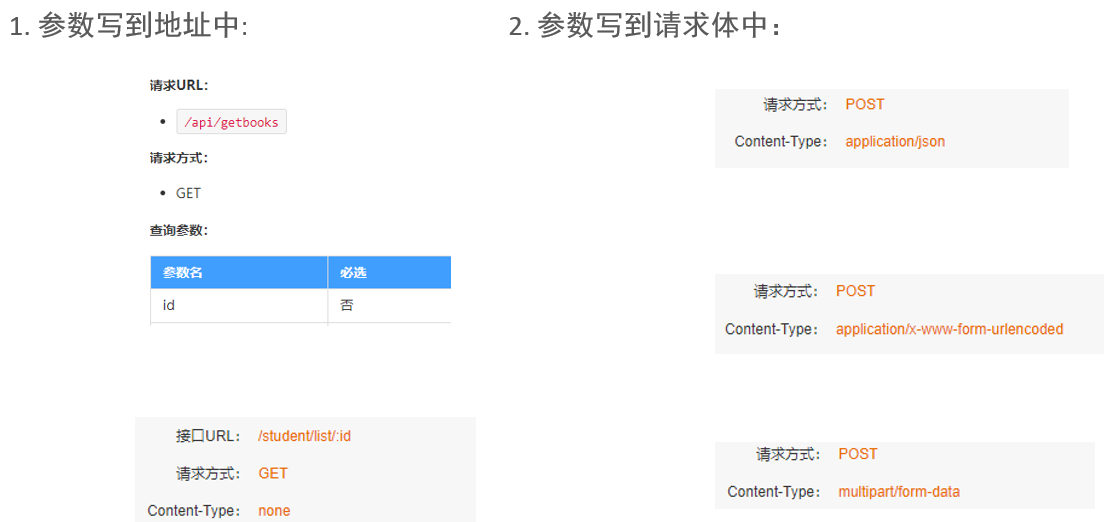 1. 参数写到地址中:
请求URL：
/api/getbooks
请求方式：
GET
查询参数：
参数名 必选
id 否
接口URL： /student/list/:id
请求方式： GET
Content-Type： none
2. 参数写到请求体中：
请求方式： POST
Content-Type： application/json
请求方式： POST
Content-Type： application/x-www-form-urlencoded
请求方式： POST
Content-Type： multipart/form-data